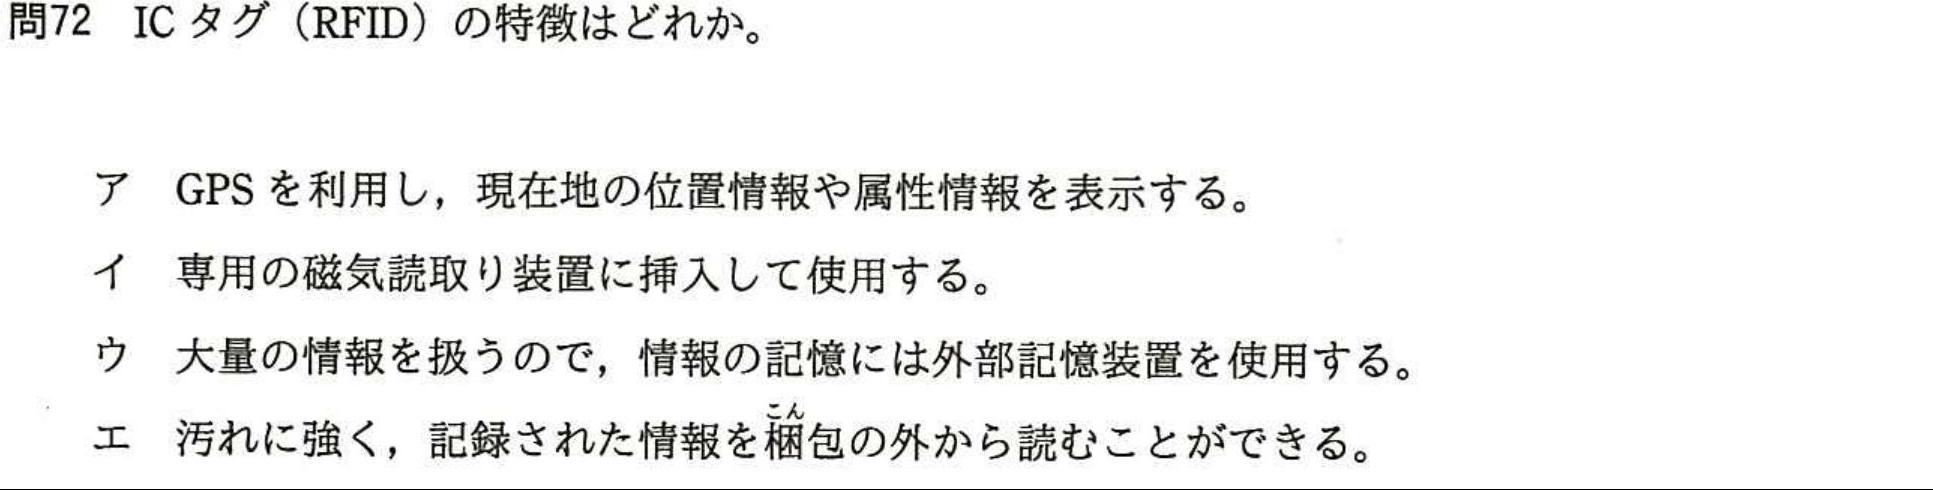 問72　IC タグ（RFID）の特徴はどれか。
ア　GPS を利用し，現在地の位置情報や属性情報を表示する。
イ　専用の磁気読取り装置に挿入して使用する。
ウ　大量の情報を扱うので，情報の記憶には外部記憶装置を使用する。
こん
エ　汚れに強く，記録された情報を梱包の外から読むことができる。